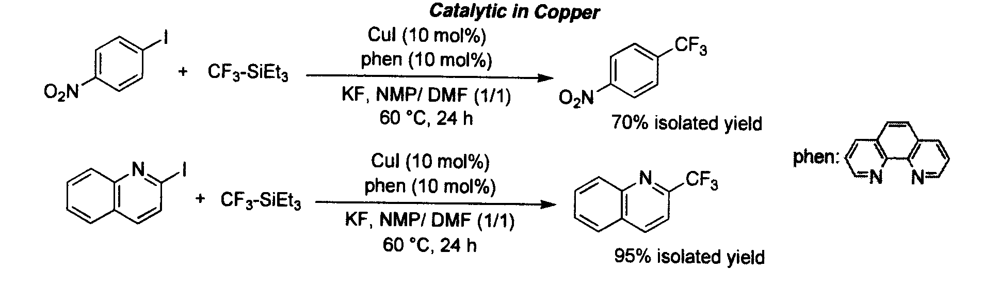 Catalytic in Copper
I
O2N
+
CF3-SiEt3
CuI (10 mol%)
phen (10 mol%)
KF, NMP/ DMF (1/1)
60 °C, 24 h
CF3
O2N
70% isolated yield
N
I
+
CF3-SiEt3
CuI (10 mol%)
phen (10 mol%)
KF, NMP/ DMF (1/1)
60 °C, 24 h
N
CF3
95% isolated yield
phen:
N
N